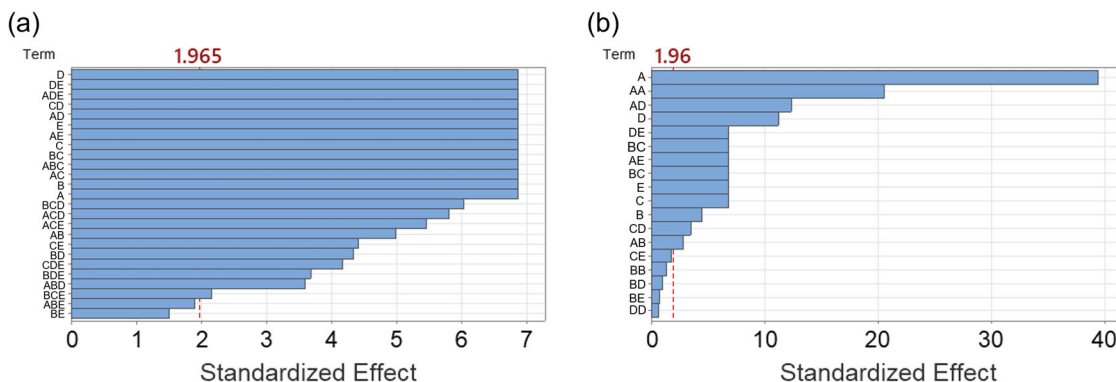 (a)
Term
1.965
D
DE
ADE
CD
AD
E
AE
C
BC
ABC
AC
B
A
BCD
ACD
ACE
AB
CE
BD
CDE
BDE
ABD
BCE
ABE
BE
0 1 2 3 4 5 6 7
Standardized Effect
(b)
Term
1.96
A
AA
AD
D
DE
BC
AE
BC
E
C
B
CD
AB
CE
BB
BD
BE
DD
0 10 20 30 40
Standardized Effect